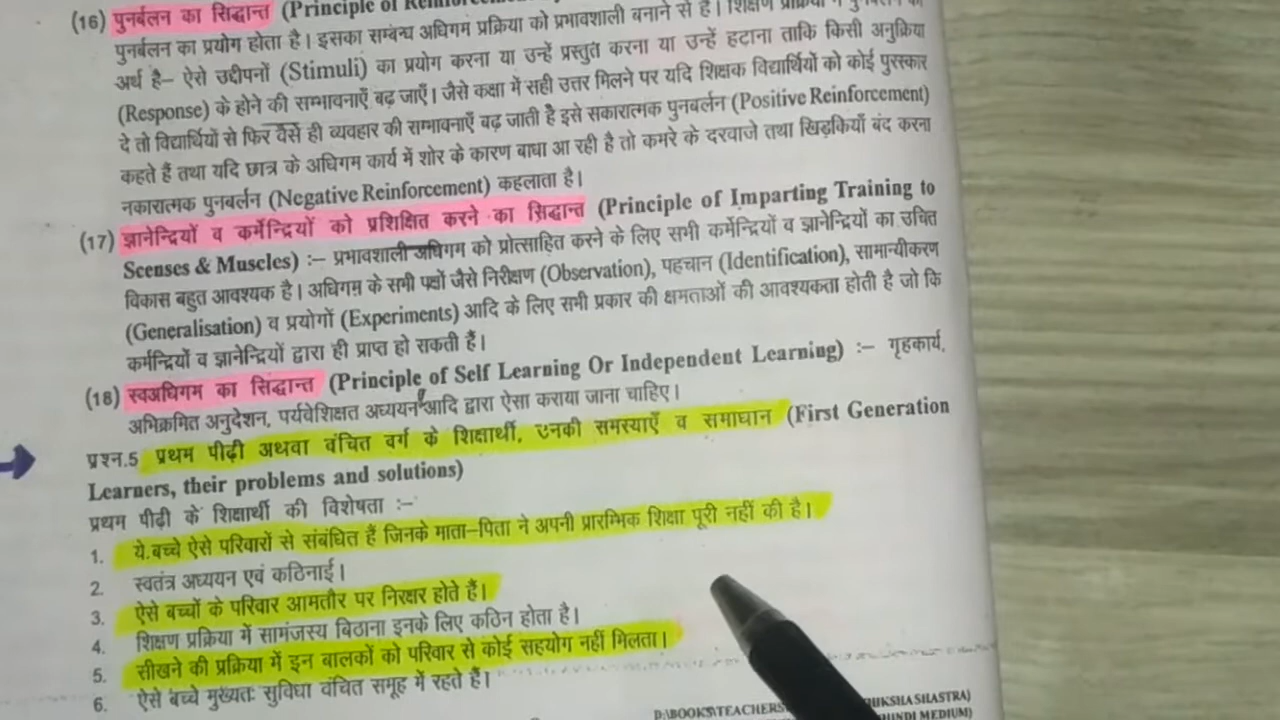 (16) पुनर्बलन का सिद्धान्त (Principle of
पुनर्बलन का प्रयोग होता है। इसका सम्बन्ध अधिगम प्रक्रिया को प्रभावशाली बनाने से है। शिक्षण
अर्थ है– ऐसे उद्दीपनों (Stimuli) का प्रयोग करना या उन्हें प्रस्तुत करना या उन्हें हटाना ताकि किसी अनुक्रिया
(Response) के होने की सम्भावनाएँ बढ़ जाएँ। जैसे कक्षा में सही उत्तर मिलने पर यदि शिक्षक विद्यार्थियों को कोई पुरस्कार
दे तो विद्यार्थियों से फिर वैसे ही व्यवहार की सम्भावनाएँ बढ़ जाती है इसे सकारात्मक पुनबर्लन (Positive Reinforcement)
कहते हैं तथा यदि छात्र के अधिगम कार्य में शोर के कारण बाधा आ रही है तो कमरे के दरवाजे तथा खिड़कियाँ बंद करना
नकारात्मक पुनबर्लन (Negative Reinforcement) कहलाता है।
(17) ज्ञानेन्द्रियों व कर्मेन्द्रियों को प्रशिक्षित करने का सिद्धान्त (Principle of Imparting Training to
Scenses & Muscles) :– प्रभावशाली अधिगम को प्रोत्साहित करने के लिए सभी कर्मेन्द्रियों व ज्ञानेन्द्रियों का उचित
विकास बहुत आवश्यक है। अधिगम के सभी पक्षों जैसे निरीक्षण (Observation), पहचान (Identification), सामान्यीकरण
(Generalisation) व प्रयोगों (Experiments) आदि के लिए सभी प्रकार की क्षमताओं की आवश्यकता होती है जो कि
कर्मन्द्रियों व ज्ञानेन्द्रियों द्वारा ही प्राप्त हो सकती हैं।
(18) स्वअधिगम का सिद्धान्त (Principle of Self Learning Or Independent Learning) :– गृहकार्य,
अभिक्रमित अनुदेशन, पर्यवेशिक्षत अध्ययन आदि द्वारा ऐसा कराया जाना चाहिए।
प्रश्न.5 प्रथम पीढ़ी अथवा वंचित वर्ग के शिक्षार्थी, उनकी समस्याएँ व समाधान (First Generation
Learners, their problems and solutions)
प्रथम पीढ़ी के शिक्षार्थी की विशेषता :–
1. ये बच्चे ऐसे परिवारों से संबंधित हैं जिनके माता–पिता ने अपनी प्रारम्भिक शिक्षा पूरी नहीं की है।
2. स्वतंत्र अध्ययन एवं कठिनाई।
3. ऐसे बच्चों के परिवार आमतौर पर निरक्षर होते हैं।
4. शिक्षण प्रक्रिया में सामंजस्य बिठाना इनके लिए कठिन होता है।
5. सीखने की प्रक्रिया में इन बालकों को परिवार से कोई सहयोग नहीं मिलता।
6. ऐसे बच्चे मुख्यतः सुविधा वंचित समूह में रहते हैं।
D:\BOOKS\TEACHERS SHASTRA)
MEDIUM)